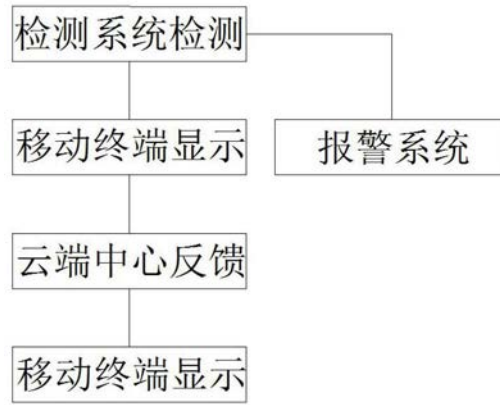 检测系统检测
移动终端显示
报警系统
云端中心反馈
移动终端显示